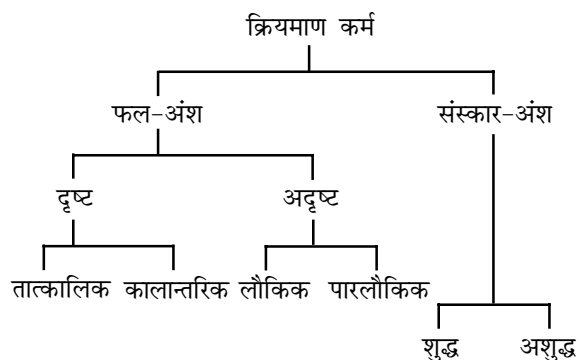 क्रियमाण कर्म
फल-अंश संस्कार-अंश
दृष्ट अदृष्ट
तात्कालिक कालान्तरिक लौकिक पारलौकिक
शुद्ध अशुद्ध